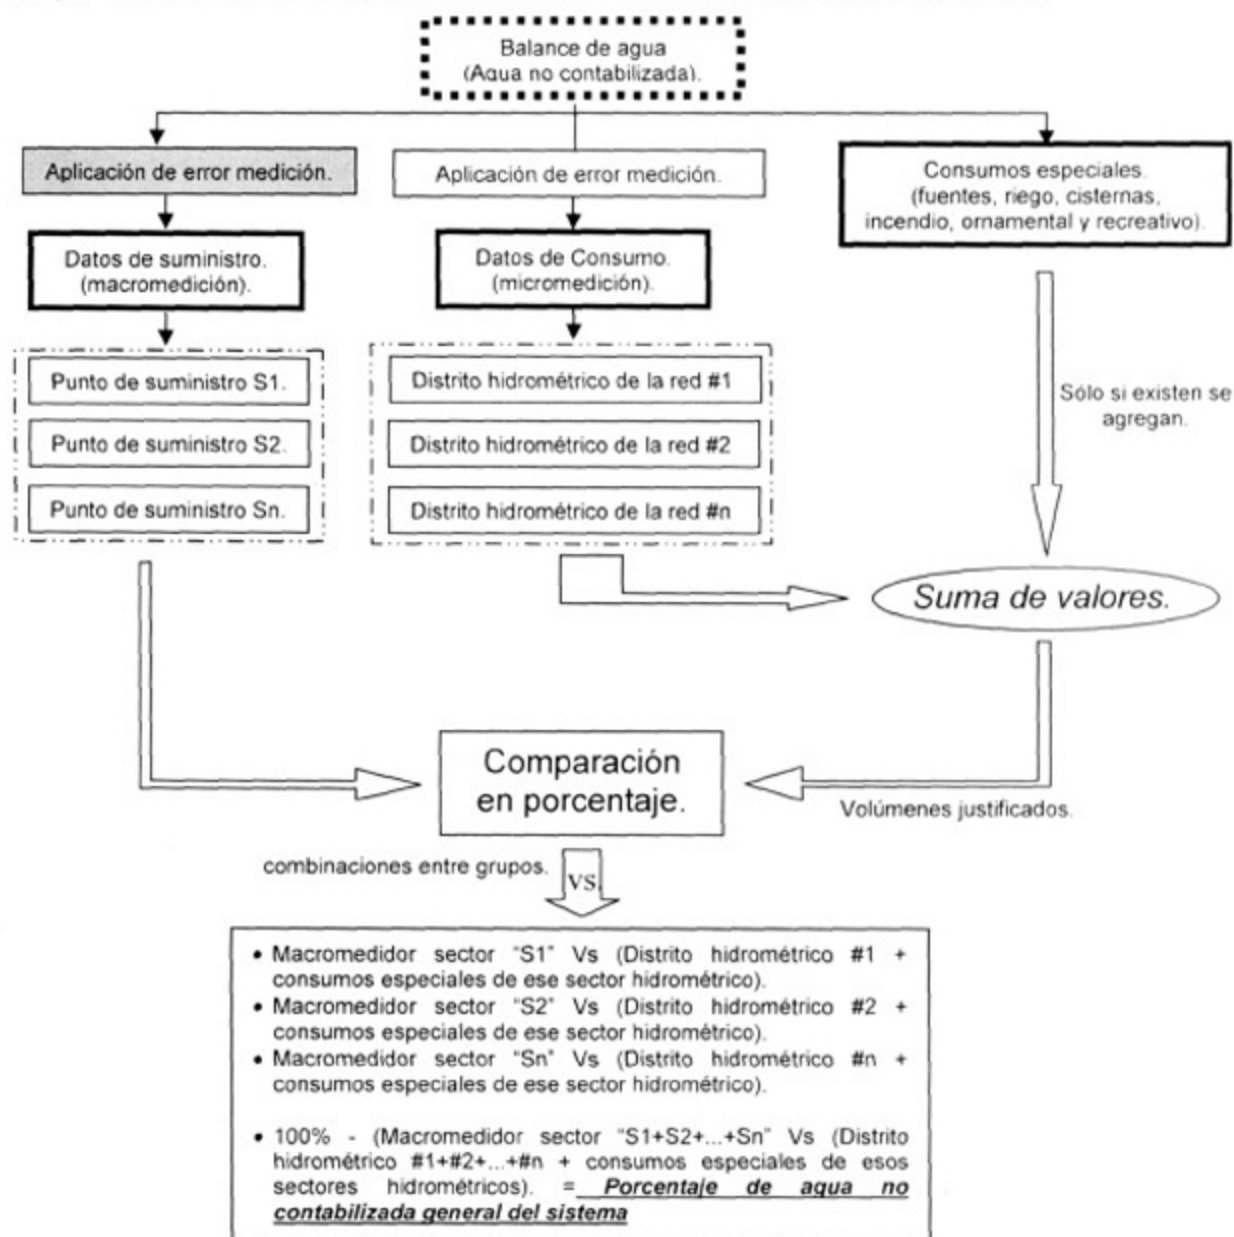 Balance de agua
(Agua no contabilizada).
Aplicación de error medición.
Aplicación de error medición.
Consumos especiales.
(fuentes, riego, cisternas,
incendio, ornamental y recreativo).
Datos de suministro.
(macromedición).
Datos de Consumo.
(micromedición).
Punto de suministro S1.
Punto de suministro S2.
Punto de suministro Sn.
Distrito hidrométrico de la red #1
Distrito hidrométrico de la red #2
Distrito hidrométrico de la red #n
Sólo si existen se
agregan.
Suma de valores.
Comparación
en porcentaje.
Volúmenes justificados.
combinaciones entre grupos.
VS.
• Macromedidor sector "S1" Vs (Distrito hidrométrico #1 +
consumos especiales de ese sector hidrométrico).
• Macromedidor sector "S2" Vs (Distrito hidrométrico #2 +
consumos especiales de ese sector hidrométrico).
• Macromedidor sector "Sn" Vs (Distrito hidrométrico #n +
consumos especiales de ese sector hidrométrico).
• 100% - (Macromedidor sector "S1+S2+...+Sn" Vs (Distrito
hidrométrico #1+#2+...+#n + consumos especiales de esos
sectores hidrométricos). = Porcentaje de agua no
contabilizada general del sistema